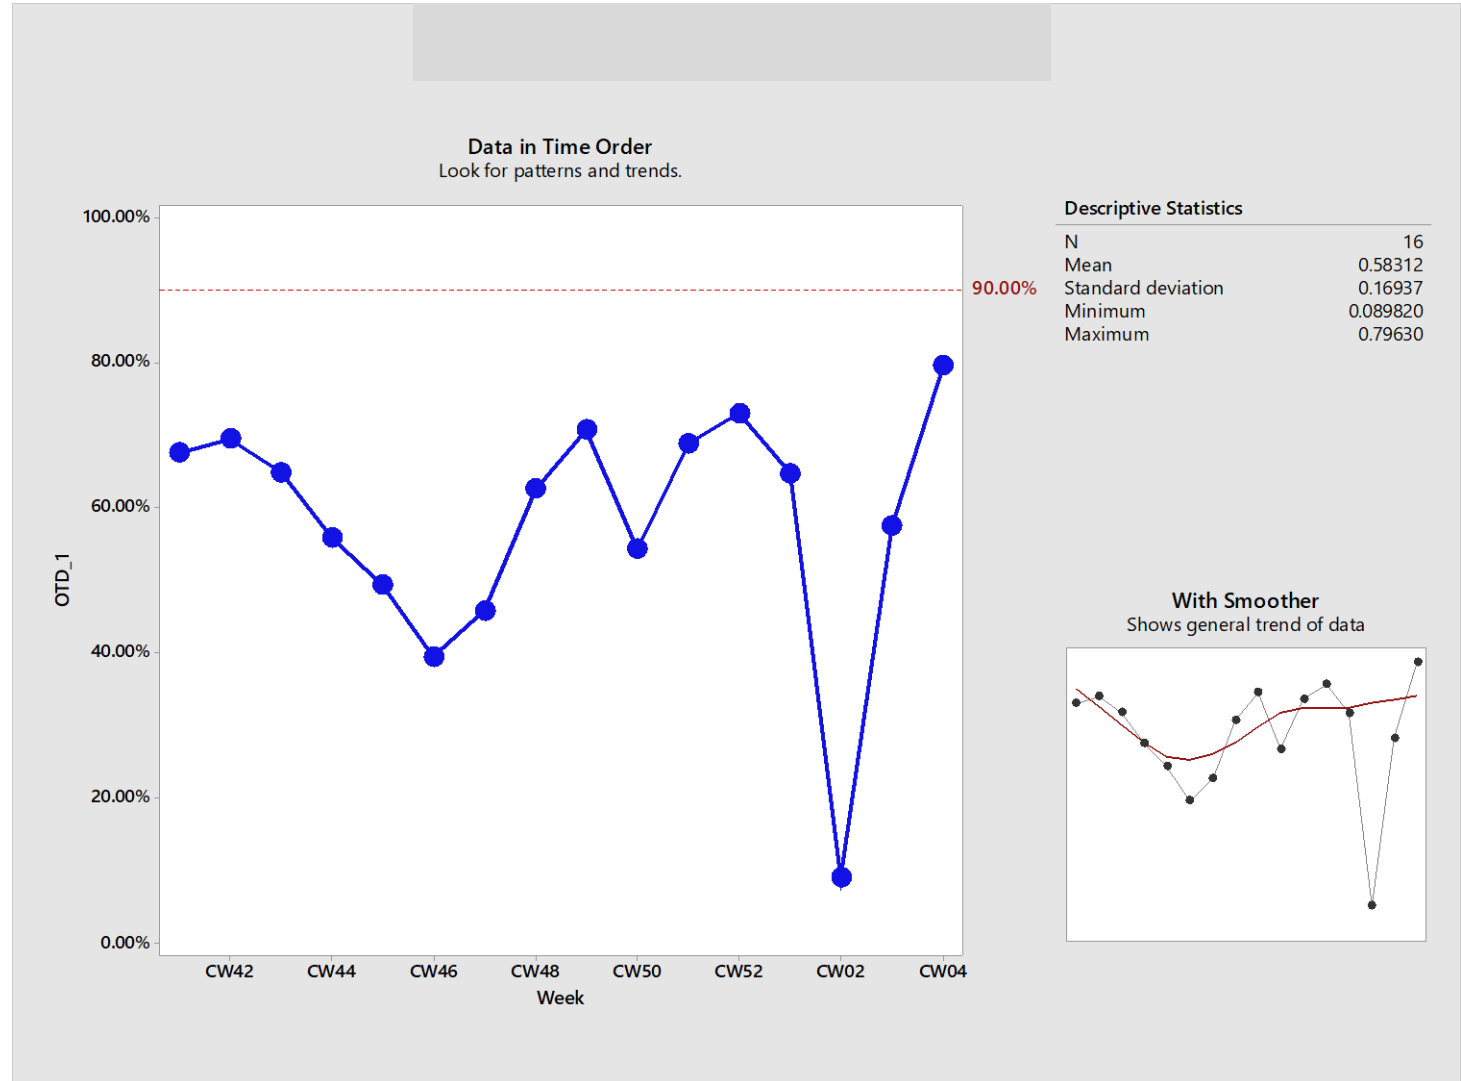 Data in Time Order
Look for patterns and trends.
100.00%
80.00%
60.00%
40.00%
20.00%
0.00%
90.00%
OTD_1
CW42 CW44 CW46 CW48 CW50 CW52 CW02 CW04
Week
Descriptive Statistics
N 16
Mean 0.58312
Standard deviation 0.16937
Minimum 0.089820
Maximum 0.79630
With Smoother
Shows general trend of data